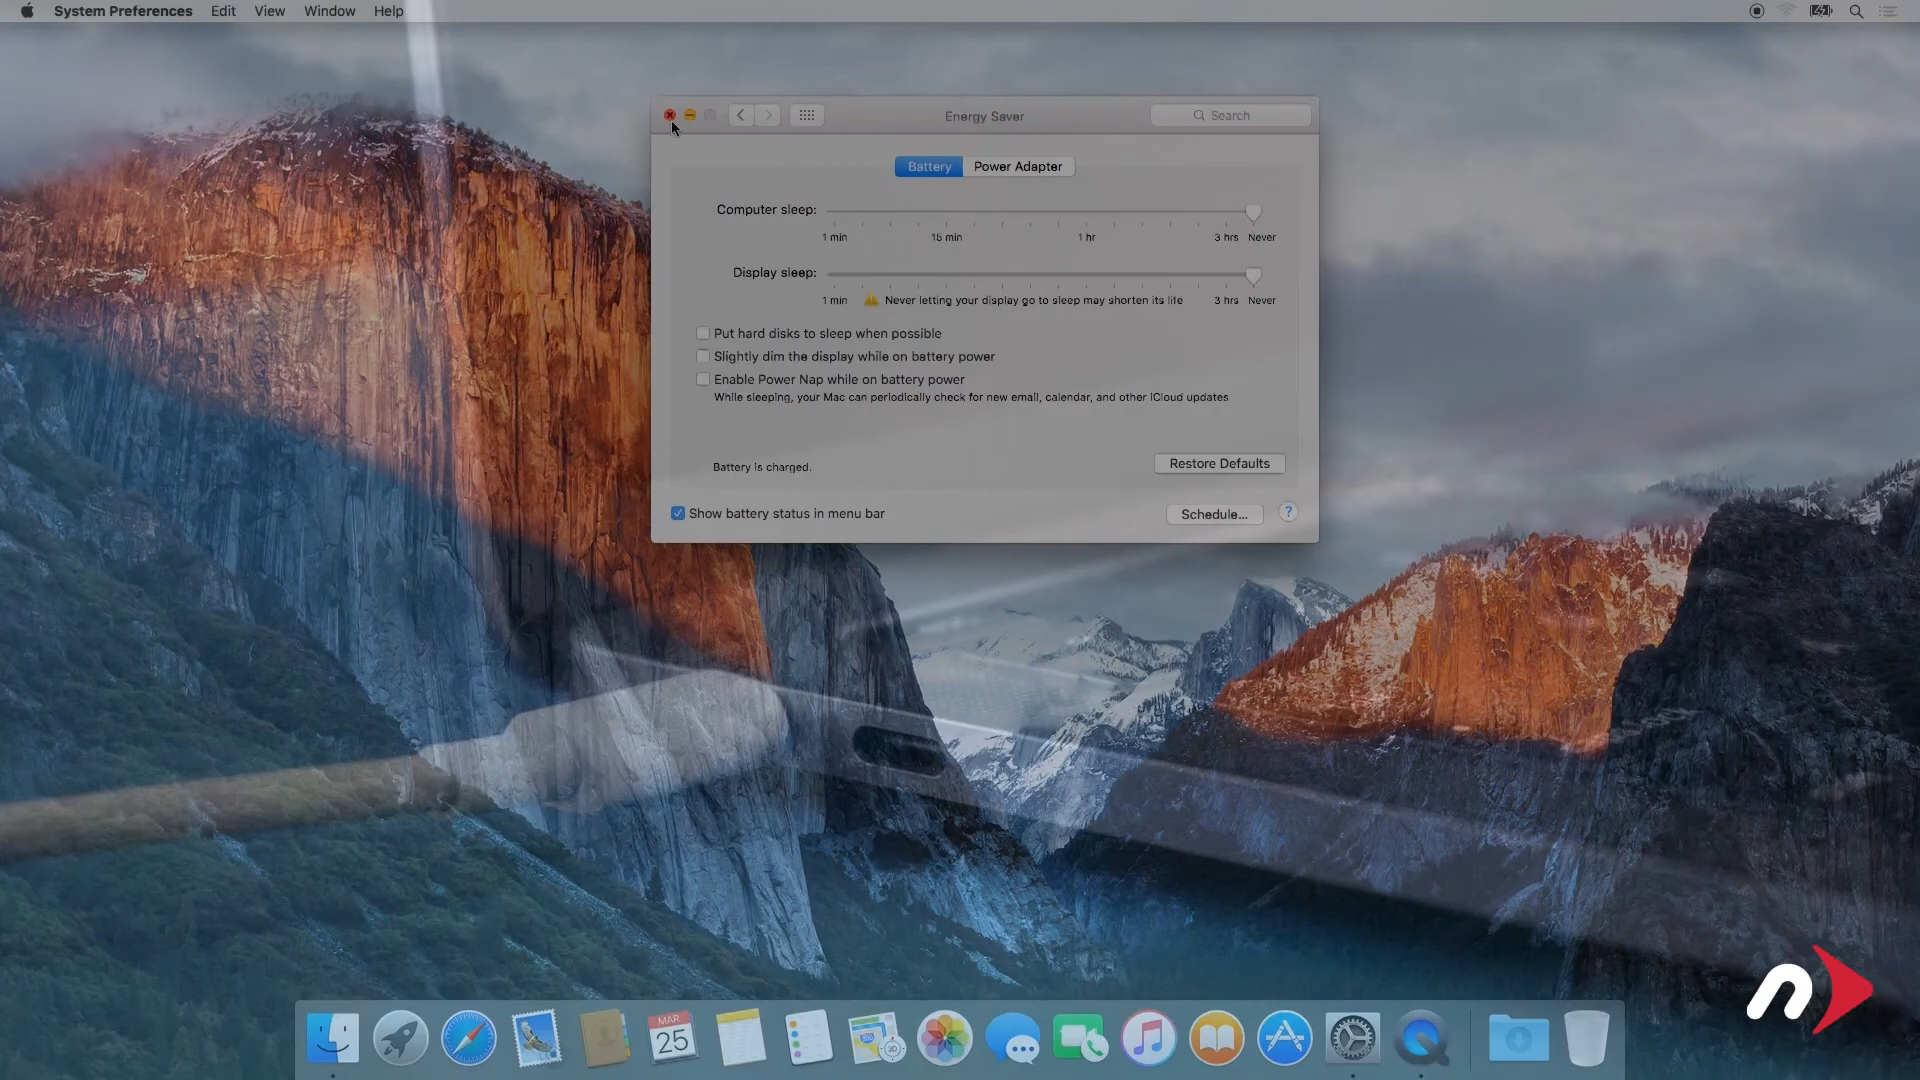 System Preferences Edit View Window Help
Energy Saver
Search
Battery Power Adapter
Computer sleep:
1 min 15 min 1 hr 3 hrs Never
Display sleep:
1 min Never letting your display go to sleep may shorten its life 3 hrs Never
Put hard disks to sleep when possible
Slightly dim the display while on battery power
Enable Power Nap while on battery power
While sleeping, your Mac can periodically check for new email, calendar, and other iCloud updates
Battery is charged.
Restore Defaults
Show battery status in menu bar
Schedule...
?
MAR
25
3D
n